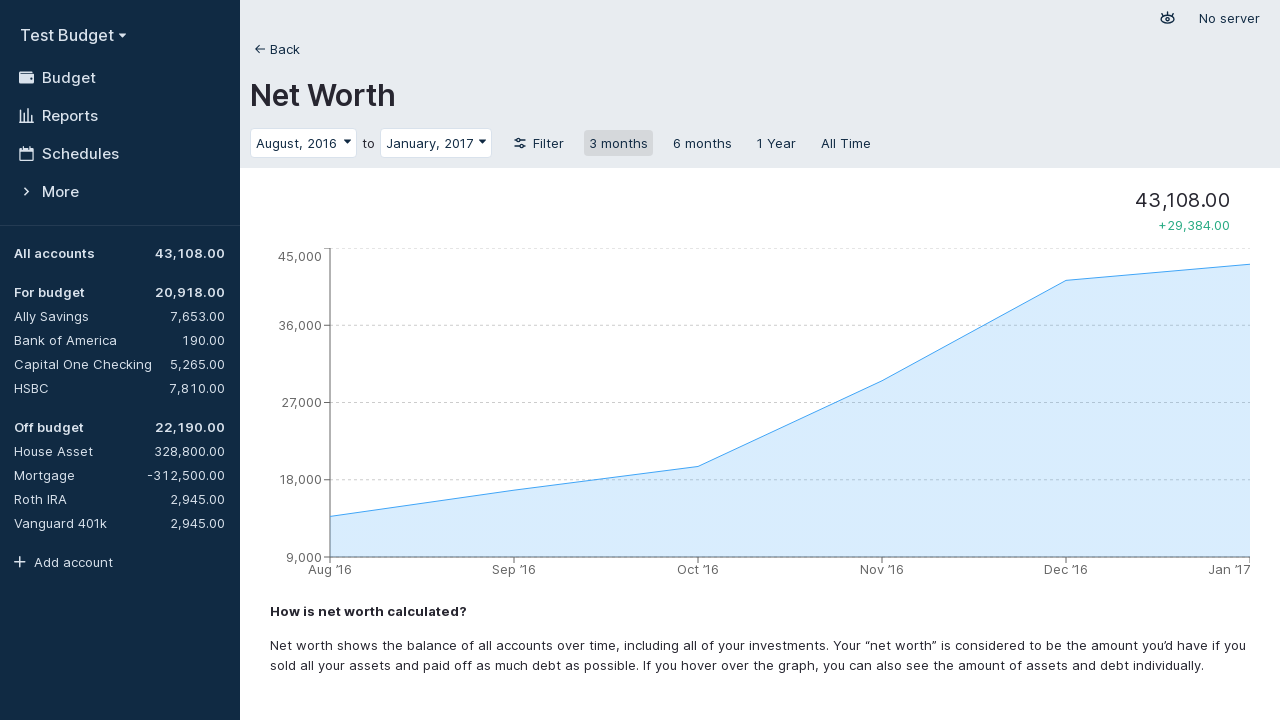 Test Budget
Budget
Reports
Schedules
More
All accounts 43,108.00
For budget 20,918.00
Ally Savings 7,653.00
Bank of America 190.00
Capital One Checking 5,265.00
HSBC 7,810.00
Off budget 22,190.00
House Asset 328,800.00
Mortgage -312,500.00
Roth IRA 2,945.00
Vanguard 401k 2,945.00
Add account
No server
Back
Net Worth
August, 2016 to January, 2017 Filter 3 months 6 months 1 Year All Time
43,108.00
+29,384.00
45,000
36,000
27,000
18,000
9,000
Aug ’16 Sep ’16 Oct ’16 Nov ’16 Dec ’16 Jan ’17
How is net worth calculated?
Net worth shows the balance of all accounts over time, including all of your investments. Your “net worth” is considered to be the amount you’d have if you
sold all your assets and paid off as much debt as possible. If you hover over the graph, you can also see the amount of assets and debt individually.